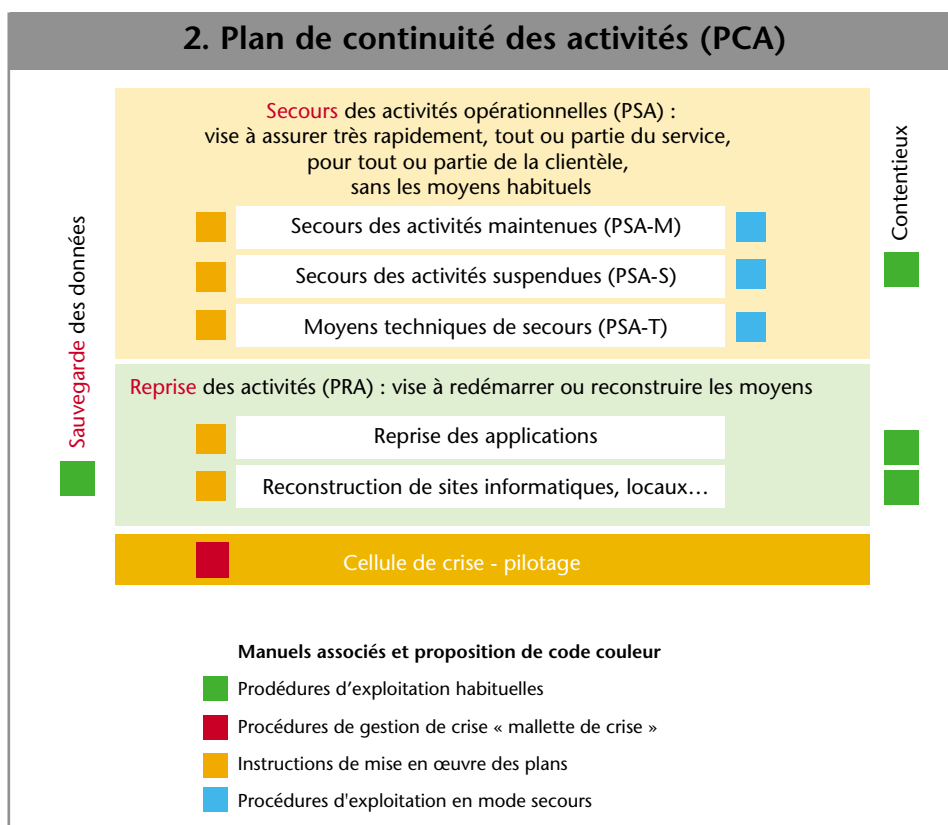 2. Plan de continuité des activités (PCA)
Secours des activités opérationnelles (PSA) :
vise à assurer très rapidement, tout ou partie du service,
pour tout ou partie de la clientèle,
sans les moyens habituels
Secours des activités maintenues (PSA-M)
Secours des activités suspendues (PSA-S)
Moyens techniques de secours (PSA-T)
Sauvegarde des données
Contentieux
Reprise des activités (PRA) : vise à redémarrer ou reconstruire les moyens
Reprise des applications
Reconstruction de sites informatiques, locaux…
Cellule de crise - pilotage
Manuels associés et proposition de code couleur
Prodédures d’exploitation habituelles
Procédures de gestion de crise « mallette de crise »
Instructions de mise en œuvre des plans
Procédures d'exploitation en mode secours